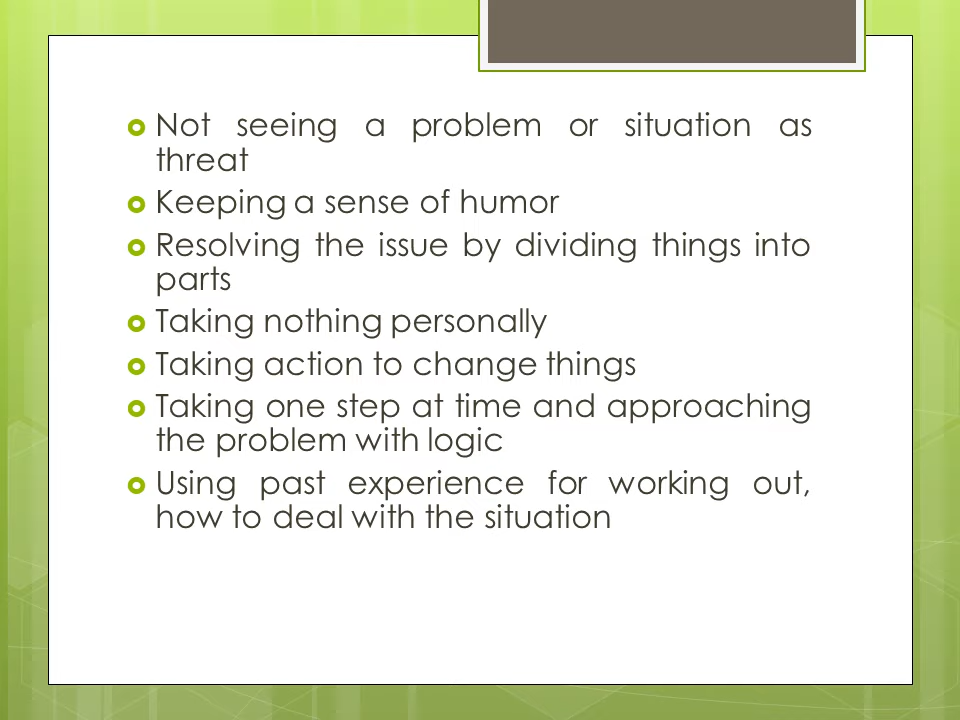 Not seeing a problem or situation as
threat
Keeping a sense of humor
Resolving the issue by dividing things into
parts
Taking nothing personally
Taking action to change things
Taking one step at time and approaching
the problem with logic
Using past experience for working out,
how to deal with the situation